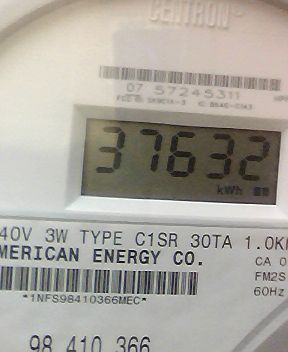 CENTRON
07 57245311
37632
kWh
40V 3W TYPE C1SR 30TA 1.0K
MERICAN ENERGY CO.
CA 0
FM2S
60Hz
*1NFS98410366MEC*
98 410 366